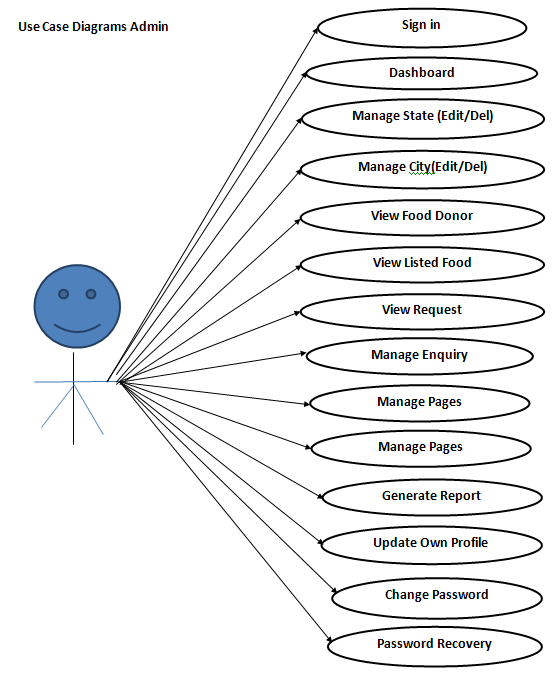 Use Case Diagrams Admin
Sign in
Dashboard
Manage State (Edit/Del)
Manage City(Edit/Del)
View Food Donor
View Listed Food
View Request
Manage Enquiry
Manage Pages
Manage Pages
Generate Report
Update Own Profile
Change Password
Password Recovery